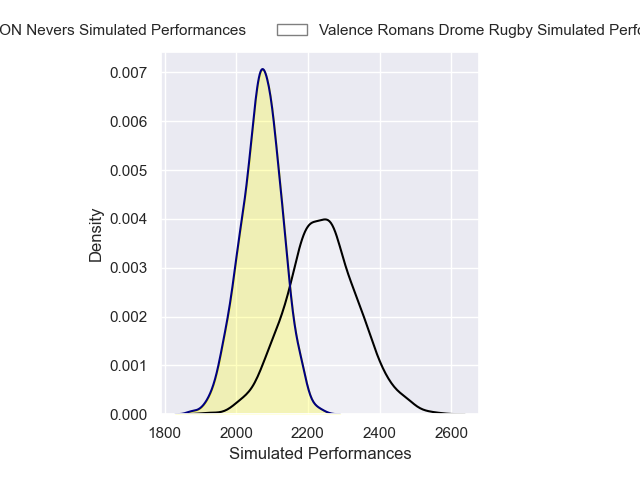 ON Nevers Simulated Performances
Valence Romans Drome Rugby Simulated
0.007
0.006
0.005
0.004
0.003
0.002
0.001
0.000
Density
1800 2000 2200 2400 2600
Simulated Performances